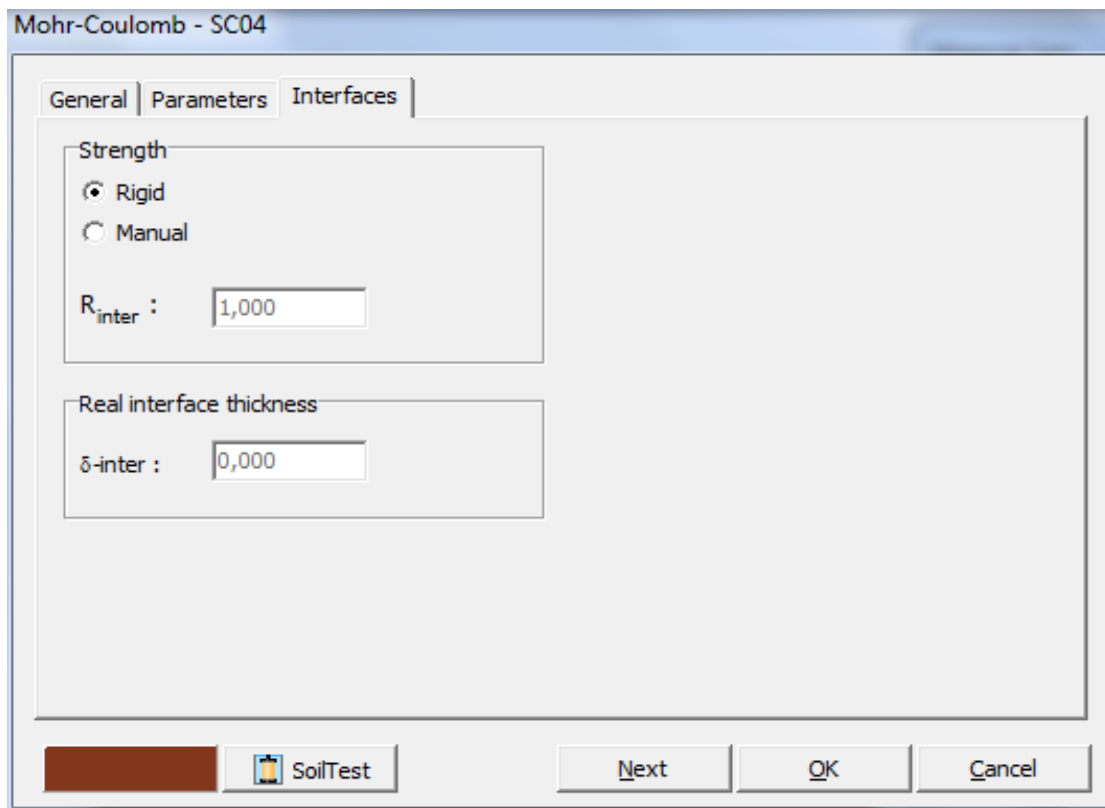 Mohr-Coulomb - SC04
General Parameters Interfaces
Strength
Rigid
Manual
Rinter : 1,000
Real interface thickness
δ-inter : 0,000
SoilTest Next OK Cancel